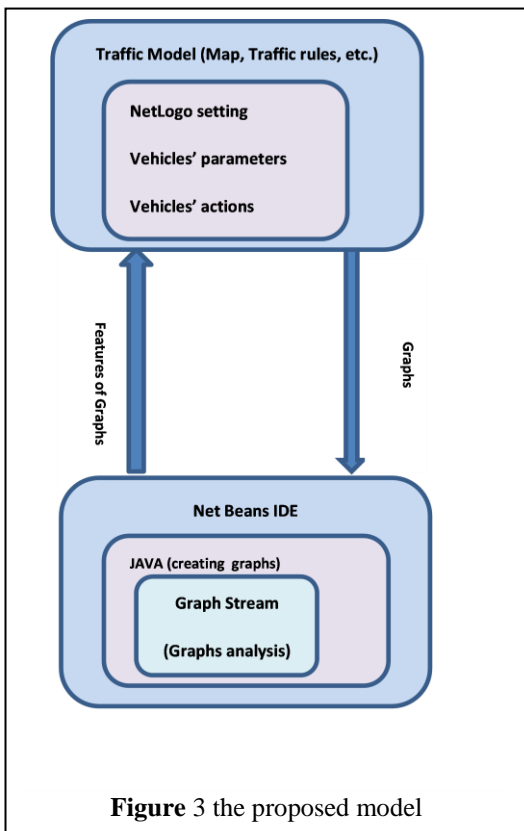 Traffic Model (Map, Traffic rules, etc.)
NetLogo setting
Vehicles' parameters
Vehicles' actions
Features of Graphs
Graphs
Net Beans IDE
JAVA (creating graphs)
Graph Stream
(Graphs analysis)
Figure 3 the proposed model